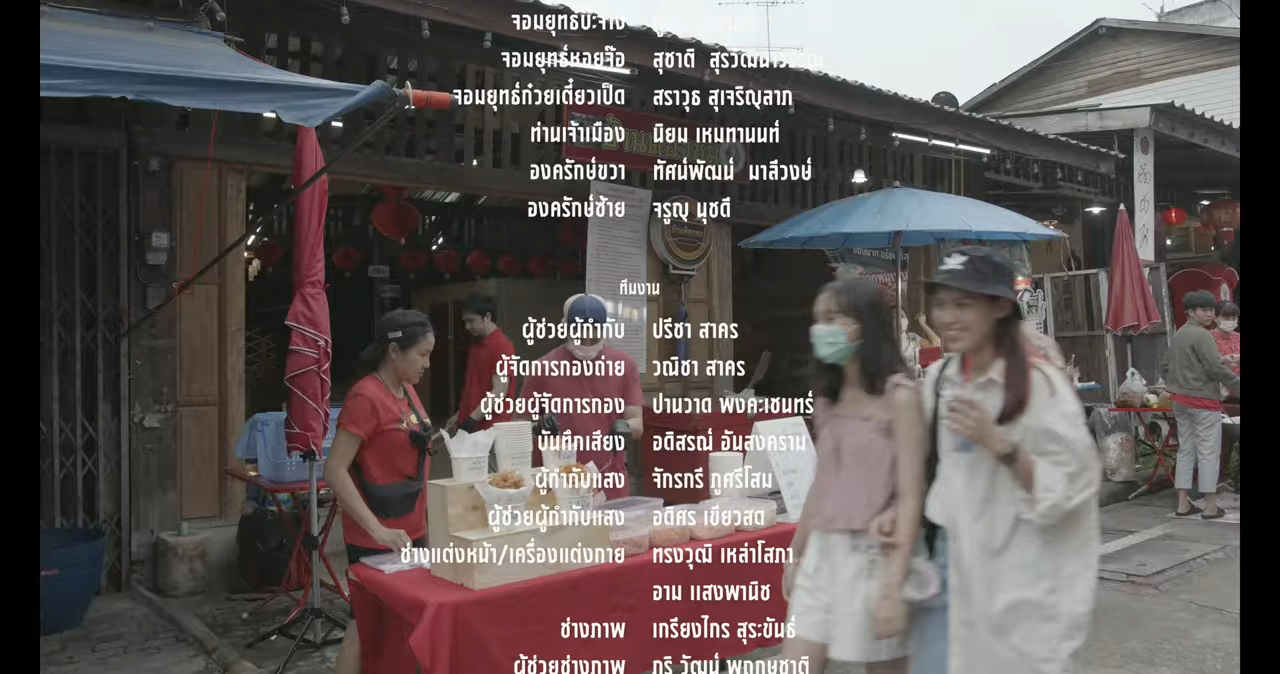 จอมยุทธ์บ๊ะจ่าง
จอมยุทธ์หอยจ๊อ สุชาติ
จอมยุทธ์ก๋วยเตี๋ยวเป็ด สราวุธ สุเจริญลาภ
ท่านเจ้าเมือง นิยม เหมทานนท์
องครักษ์ขวา ทัศน์พัฒน์ มาลีวงษ์
องครักษ์ซ้าย จรูญ นุชดี
ทีมงาน
ผู้ช่วยผู้กำกับ ปรีชา สาคร
ผู้จัดการกองถ่าย วณิชา สาคร
ผู้ช่วยผู้จัดการกอง ปานวาด พงคะเชนทร์
บันทึกเสียง อดิสรณ์ อันสงคราม
ผู้กำกับแสง จักรกรี ภูศรีโสม
ผู้ช่วยผู้กำกับแสง อดิศร เขียวสด
ช่างแต่งหน้า/เครื่องแต่งกาย ทรงวุฒิ เหล่าโสภา
อาม แสงพานิช
ช่างภาพ เกรียงไกร สุระขันธ์
ผู้ช่วยช่างภาพ